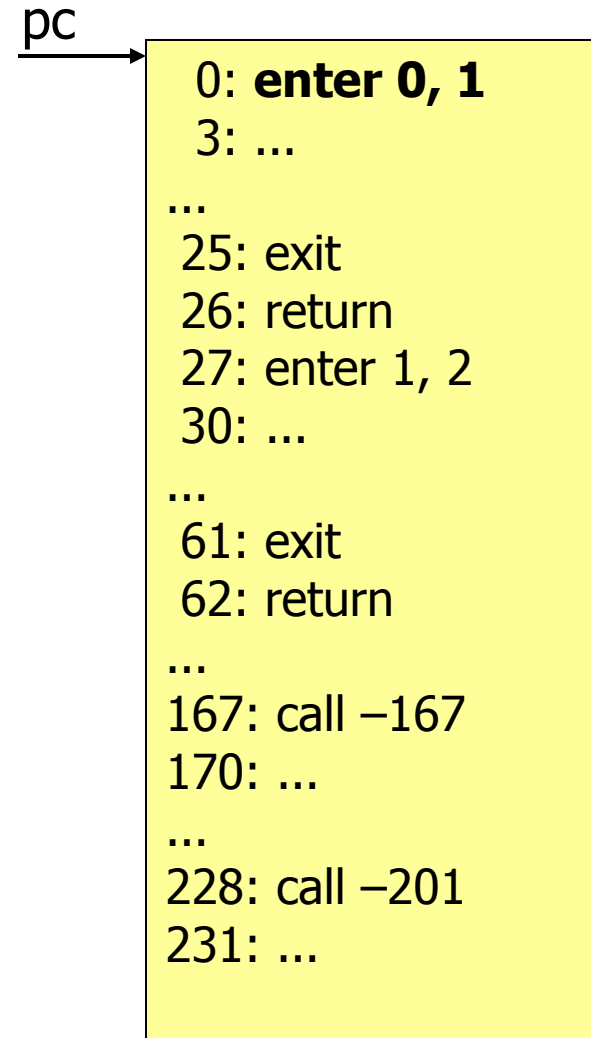 pc
0: enter 0, 1
3: ...
...
25: exit
26: return
27: enter 1, 2
30: ...
...
61: exit
62: return
...
167: call –167
170: ...
...
228: call –201
231: ...